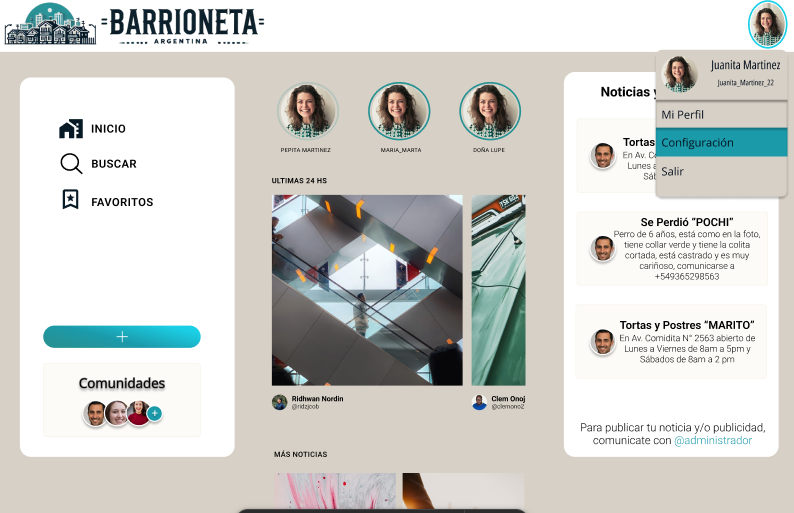 BARRIONETA
ARGENTINA
Juanita Martinez
Juanita_Martinez_22
Mi Perfil
Configuración
Salir
INICIO
BUSCAR
FAVORITOS
Comunidades
PEPITA MARTINEZ
MARIA_MARTA
DOÑA LUPE
ULTIMAS 24 HS
Ridhwan Nordin
@ridzjcob
Clem Onoj
MÁS NOTICIAS
Noticias y
Tortas
En Av. Co
Lunes a
Sáb
Se Perdió “POCHI”
Perro de 6 años, está como en la foto,
tiene collar verde y tiene la colita
cortada, está castrado y es muy
cariñoso, comunicarse a
+549365298563
Tortas y Postres “MARITO”
En Av. Comidita N° 2563 abierto de
Lunes a Viernes de 8am a 5pm y
Sábados de 8am a 2 pm
Para publicar tu noticia y/o publicidad,
comunicate con @administrador